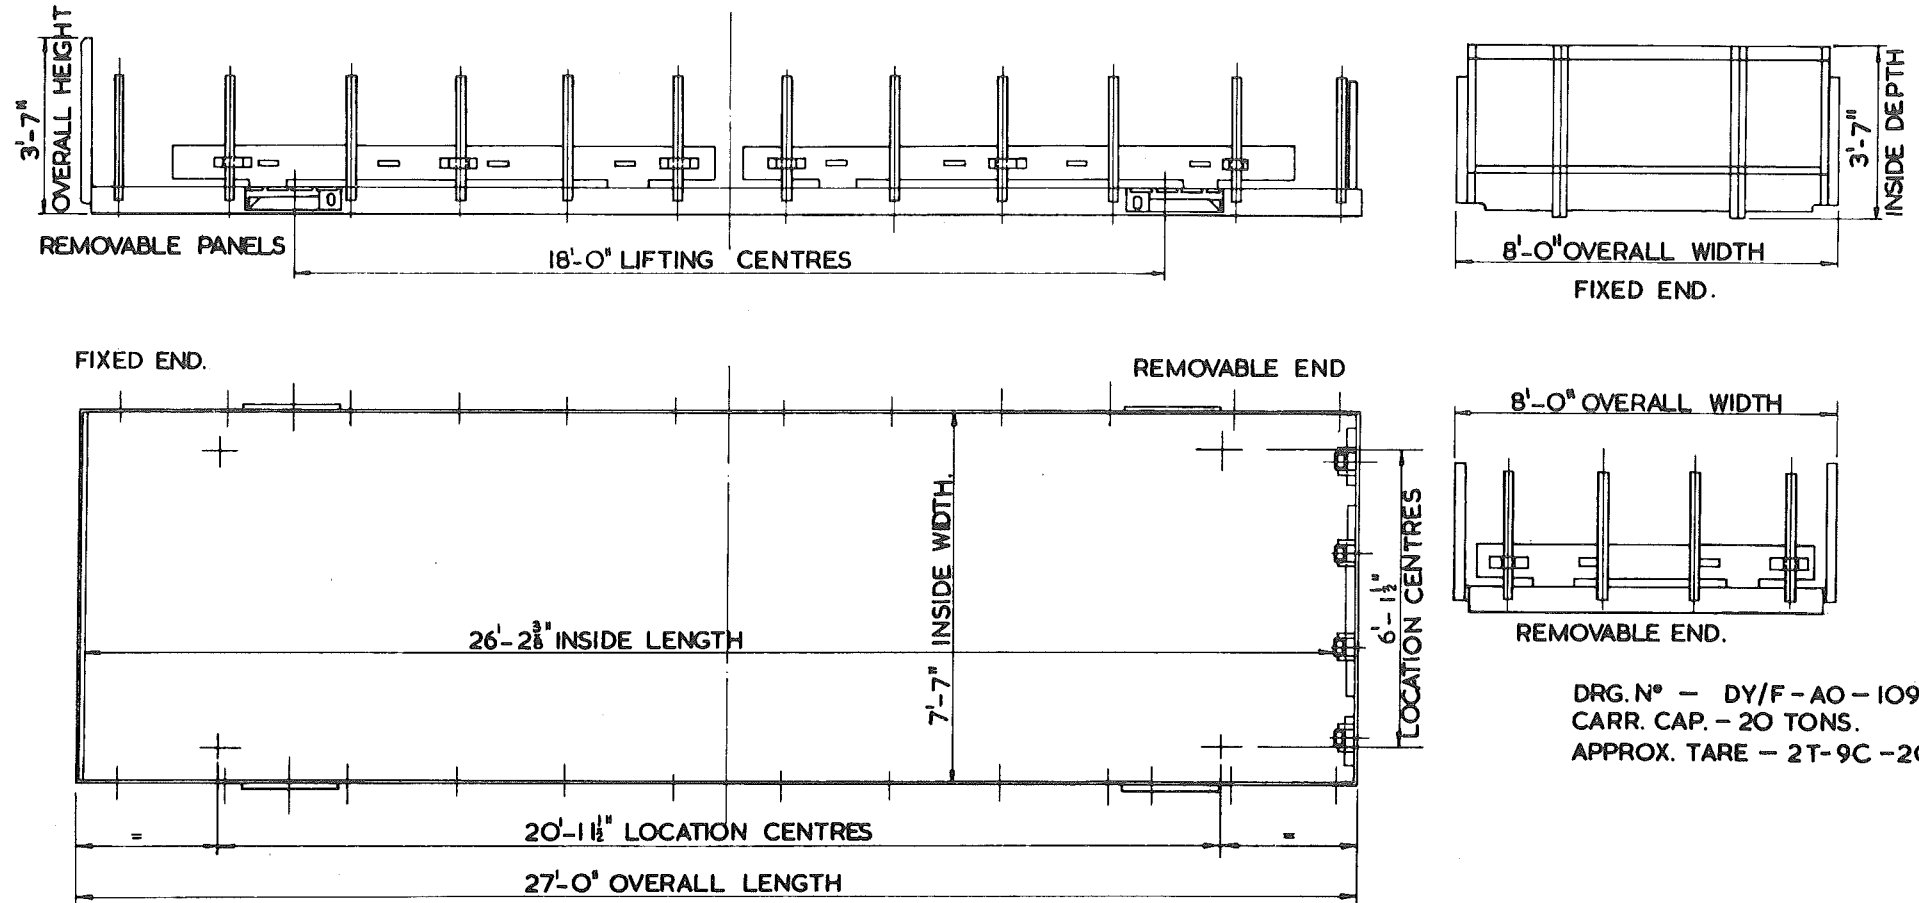 3'-7"
OVERALL HEIGHT
REMOVABLE PANELS
18'-0" LIFTING CENTRES
3'-7"
INSIDE DEPTH
8'-0" OVERALL WIDTH
FIXED END.
FIXED END.
REMOVABLE END
26'-2⅜" INSIDE LENGTH
7'-7" INSIDE WIDTH.
6'-1½"
LOCATION CENTRES
= 20'-11½" LOCATION CENTRES =
27'-0" OVERALL LENGTH
8'-0" OVERALL WIDTH
REMOVABLE END.
DRG. Nº — DY/F-AO-109
CARR. CAP. - 20 TONS.
APPROX. TARE — 2T-9C-2